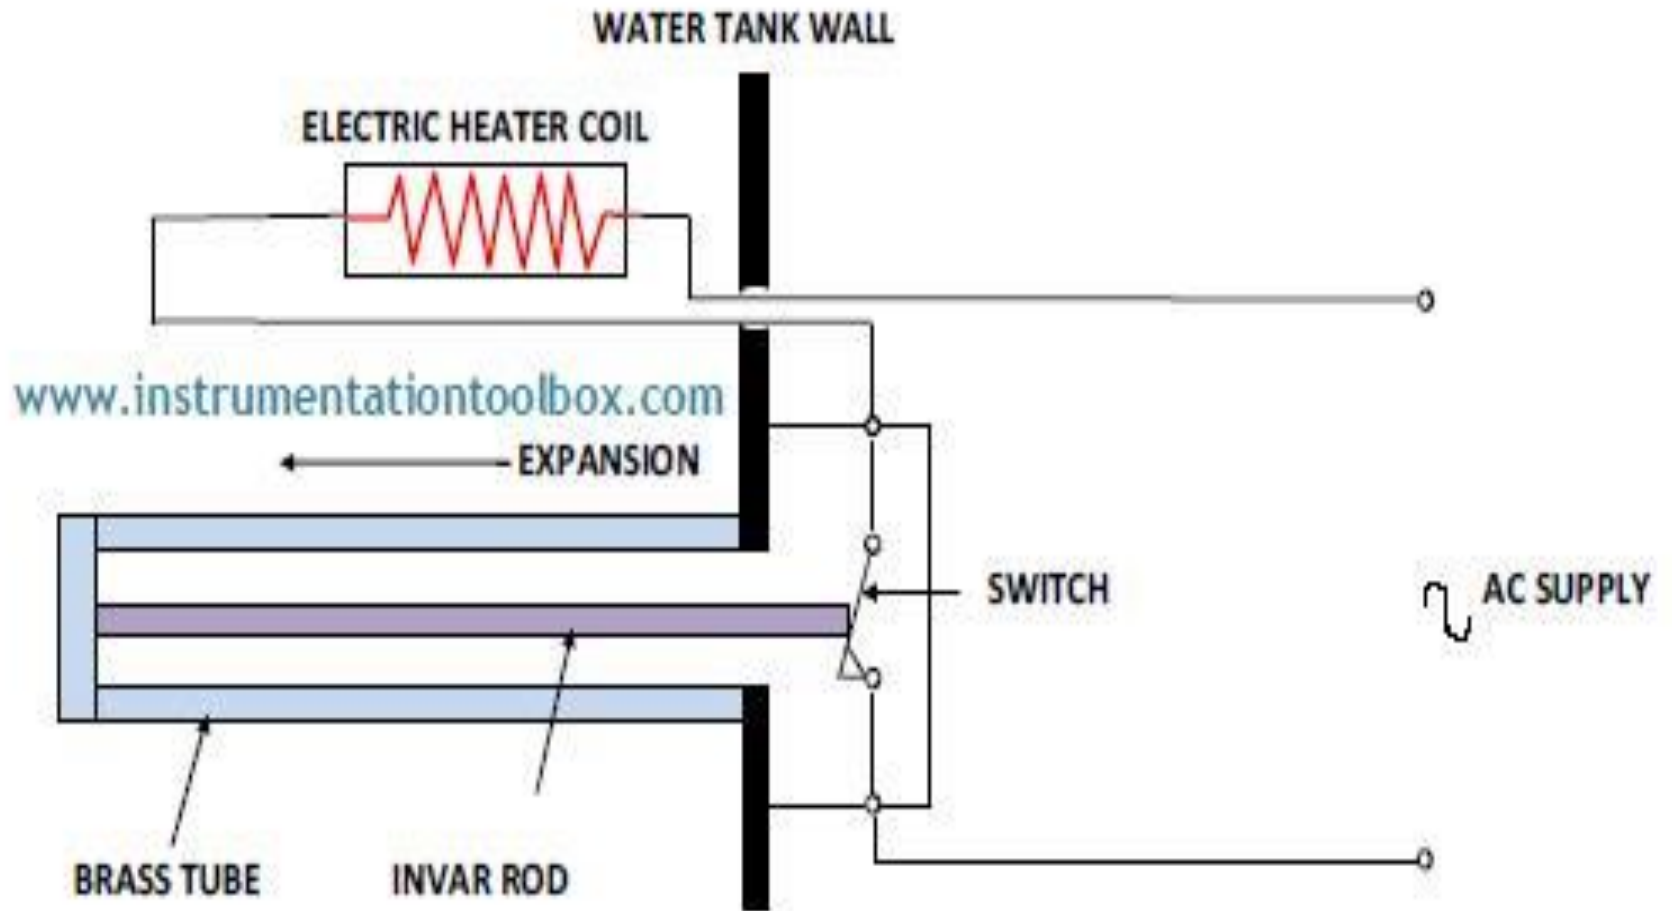 WATER TANK WALL
ELECTRIC HEATER COIL
www.instrumentationtoolbox.com
EXPANSION
SWITCH
AC SUPPLY
BRASS TUBE
INVAR ROD